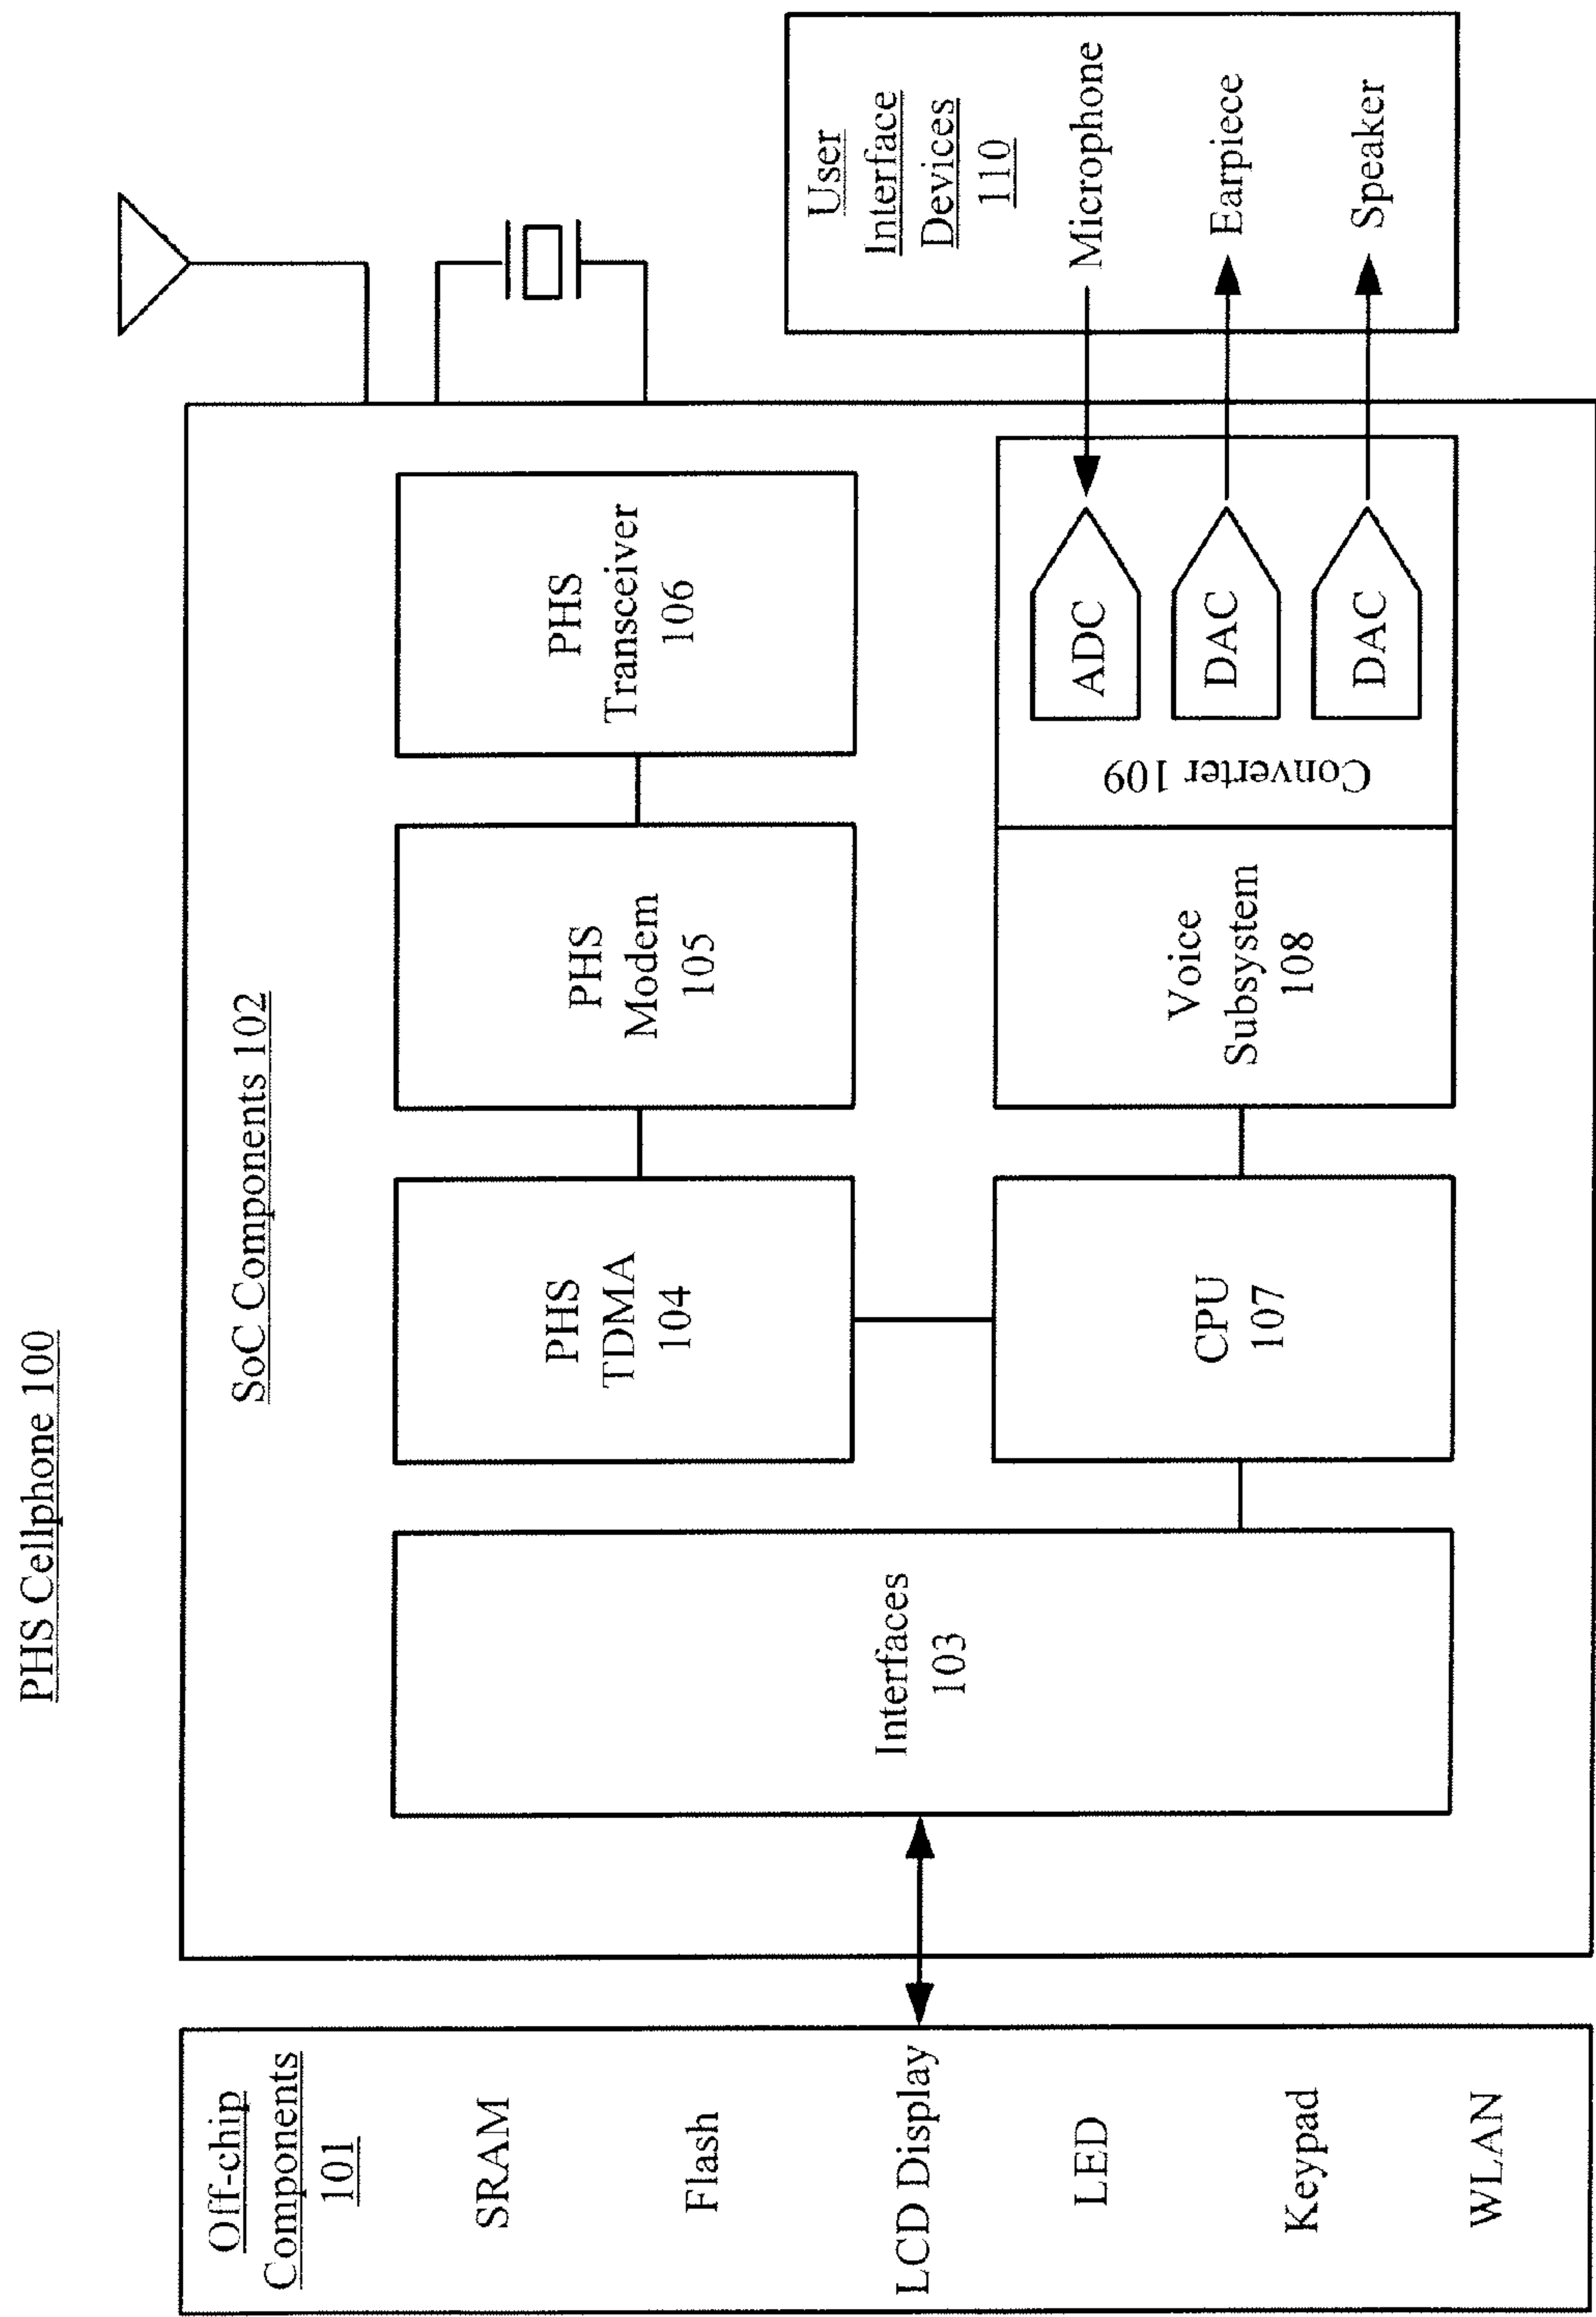 PHS Cellphone 100
Off-chip
Components
101
SRAM
Flash
LCD Display
LED
Keypad
WLAN
SoC Components 102
Interfaces
103
PHS
TDMA
104
PHS
Modem
105
PHS
Transceiver
106
CPU
107
Voice
Subsystem
108
Converter 109
ADC
DAC
DAC
User
Interface
Devices
110
Microphone
Earpiece
Speaker